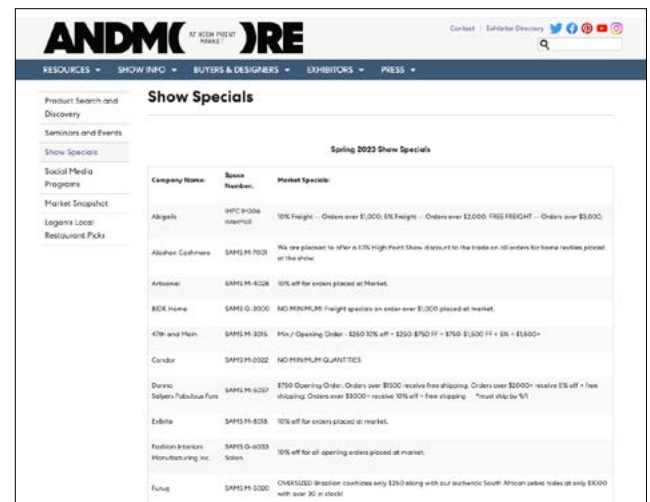 ANDMORE
AT HIGH POINT
MARKET
Contact | Exhibitor Directory
RESOURCES SHOW INFO BUYERS & DESIGNERS EXHIBITORS PRESS
Product Search and
Discovery
Seminars and Events
Show Specials
Social Media
Programs
Market Snapshot
Logan's Local
Restaurant Picks
Show Specials
Spring 2023 Show Specials
Company Name: Space Number: Market Specials:
Abigails IHFC InterHall 10% Freight -- Orders over $1,000; 5% Freight -- Orders over $2,000; FREE FREIGHT -- Orders over $3,000.
Alashan Cashmere SAMS M-7001 We are pleased to offer a 10% High Point Show discount to the trade on all orders for home textiles placed
at the show.
Artisanal SAMS M-4028 10% off for orders placed at Market.
BIDK Home SAMS G-3000 NO MINIMUM! Freight specials on order over $1,000 placed at market.
47th and Main SAMS M-3015 Min./ Opening Order - $250 10% off = $250-$750 FF = $750-$1,500 FF + 5% = $1,500+
Condor SAMS M-2022 NO MINIMUM QUANTITIES
Donna
Salyers Fabulous Furs SAMS M-5037 $750 Opening Order. Orders over $1500 receive free shipping. Orders over $2000+ receive 5% off + free
shipping; Orders over $3000+ receive 10% off + free shipping *must ship by 9/1
ExBrite SAMS M-8018 10% off for orders placed at market.
Fashion Interiors
Manufacturing Inc. SAMS G-6033
Salon 10% off for all opening orders placed at market.
Furug SAMS M-5020 OVERSIZED Brazilian cowhides only $250 along with our authentic South African zebra hides at only $1000
with over 30 in stock!